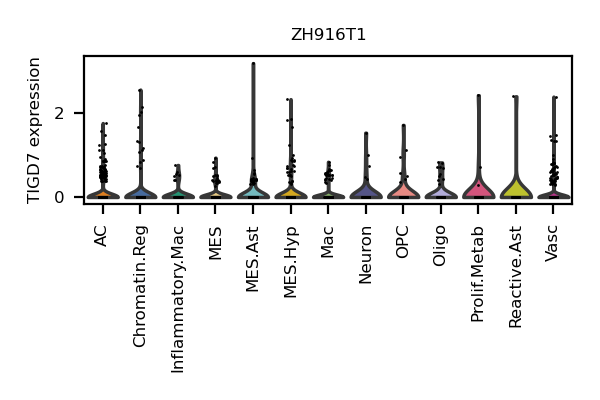 ZH916T1
TIGD7 expression
2
0
AC
Chromatin.Reg
Inflammatory.Mac
MES
MES.Ast
MES.Hyp
Mac
Neuron
OPC
Oligo
Prolif.Metab
Reactive.Ast
Vasc